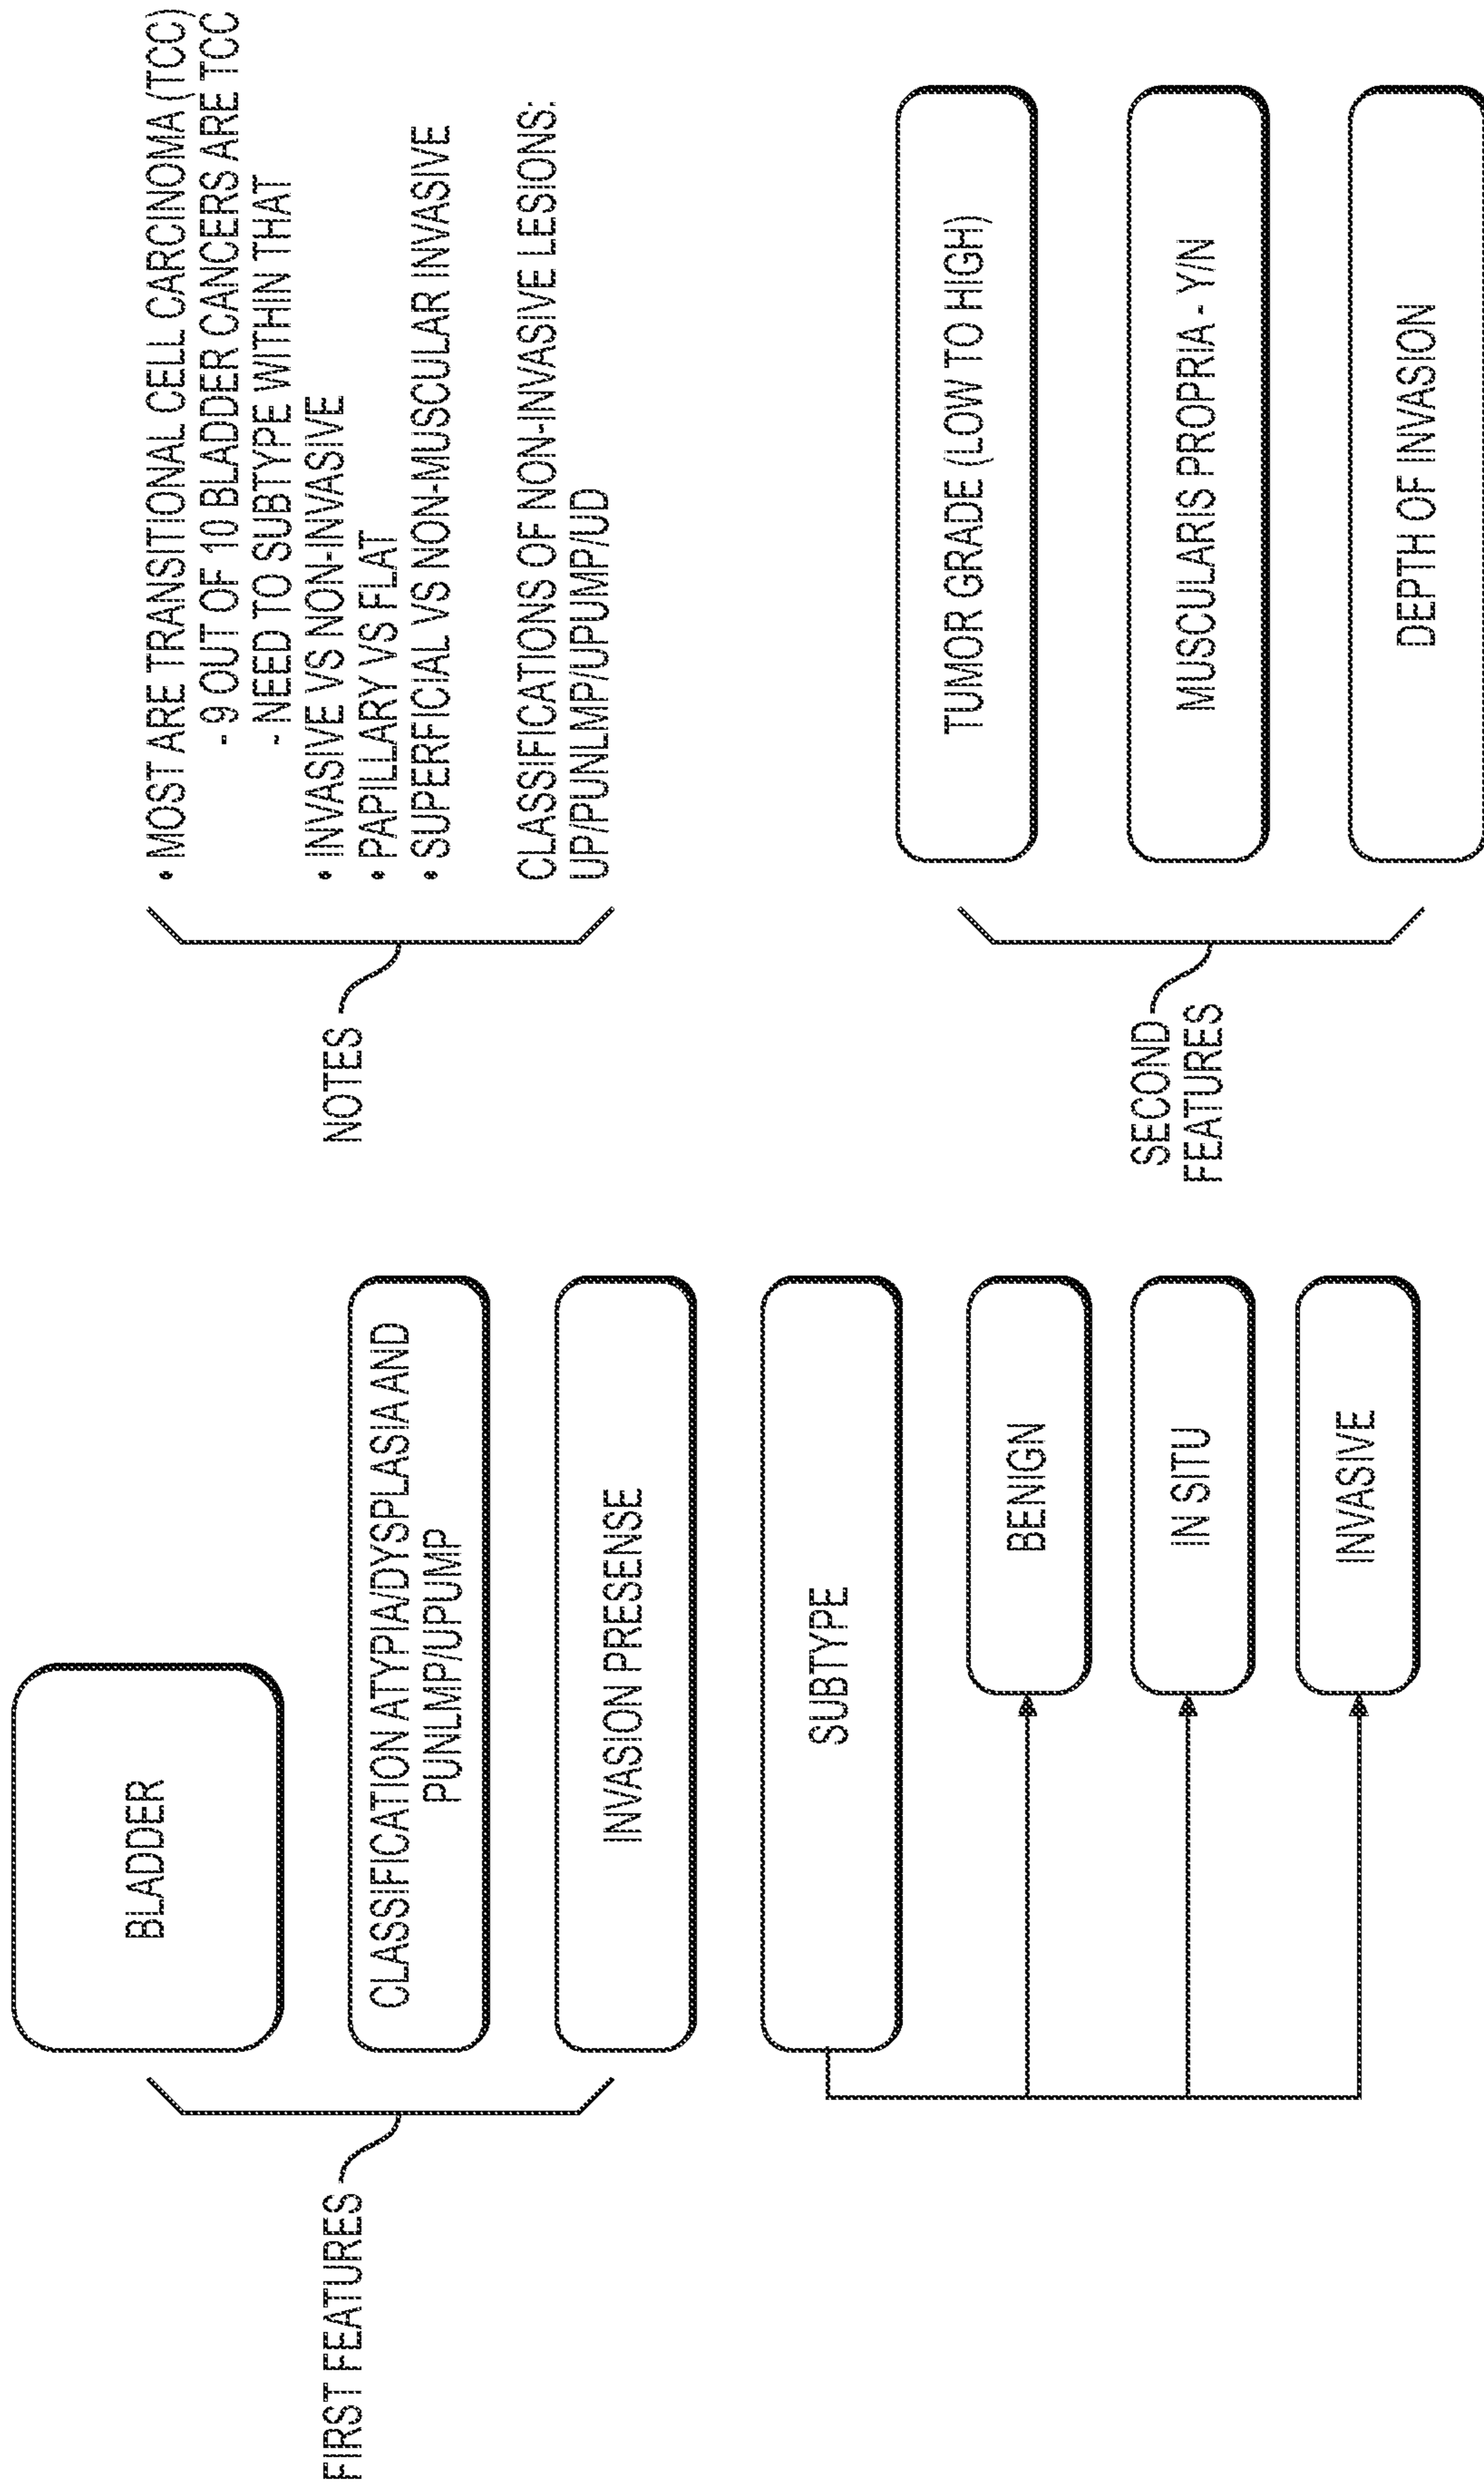 BLADDER
FIRST FEATURES
CLASSIFICATION ATYPIA/DYSPLASIA AND
PUNLMP/UPUMP
INVASION PRESENSE
SUBTYPE
BENIGN
IN SITU
INVASIVE
NOTES
• MOST ARE TRANSITIONAL CELL CARCINOMA (TCC)
- 9 OUT OF 10 BLADDER CANCERS ARE TCC
- NEED TO SUBTYPE WITHIN THAT
• INVASIVE VS NON-INVASIVE
• PAPILLARY VS FLAT
• SUPERFICIAL VS NON-MUSCULAR INVASIVE
CLASSIFICATIONS OF NON-INVASIVE LESIONS:
UP/PUNLMP/UPUMP/UD
SECOND
FEATURES
TUMOR GRADE (LOW TO HIGH)
MUSCULARIS PROPRIA - Y/N
DEPTH OF INVASION